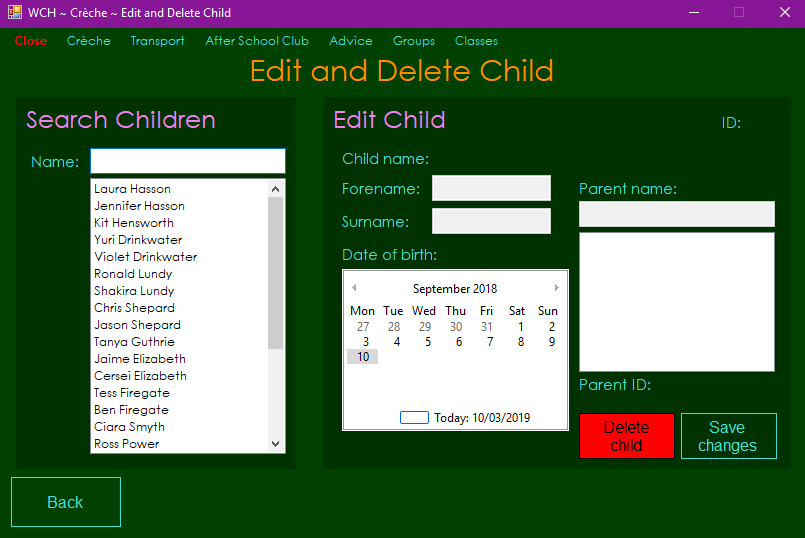 WCH ~ Crèche ~ Edit and Delete Child
Close Crèche Transport After School Club Advice Groups Classes
Edit and Delete Child
Search Children
Name:
Laura Hasson
Jennifer Hasson
Kit Hensworth
Yuri Drinkwater
Violet Drinkwater
Ronald Lundy
Shakira Lundy
Chris Shepard
Jason Shepard
Tanya Guthrie
Jaime Elizabeth
Cersei Elizabeth
Tess Firegate
Ben Firegate
Ciara Smyth
Ross Power
Edit Child
ID:
Child name:
Forename:
Surname:
Date of birth:
September 2018
Mon Tue Wed Thu Fri Sat Sun
27 28 29 30 31 1 2
3 4 5 6 7 8 9
10
Today: 10/03/2019
Parent name:
Parent ID:
Delete
child
Save
changes
Back